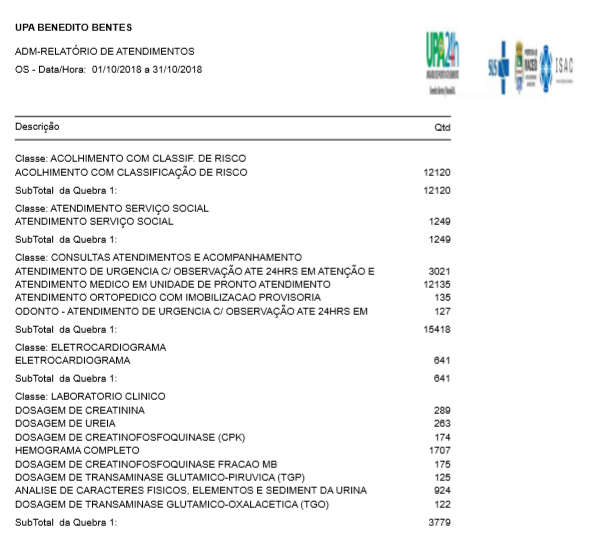 UPA BENEDITO BENTES
ADM-RELATÓRIO DE ATENDIMENTOS
OS - Data/Hora: 01/10/2018 a 31/10/2018
UPA24h
SUS
MACEIÓ
ISAC
Descrição Qtd
Classe: ACOLHIMENTO COM CLASSIF. DE RISCO
ACOLHIMENTO COM CLASSIFICAÇÃO DE RISCO 12120
SubTotal da Quebra 1: 12120
Classe: ATENDIMENTO SERVIÇO SOCIAL
ATENDIMENTO SERVIÇO SOCIAL 1249
SubTotal da Quebra 1: 1249
Classe: CONSULTAS ATENDIMENTOS E ACOMPANHAMENTO
ATENDIMENTO DE URGENCIA C/ OBSERVAÇÃO ATE 24HRS EM ATENÇÃO E 3021
ATENDIMENTO MEDICO EM UNIDADE DE PRONTO ATENDIMENTO 12135
ATENDIMENTO ORTOPEDICO COM IMOBILIZACAO PROVISORIA 135
ODONTO - ATENDIMENTO DE URGENCIA C/ OBSERVAÇÃO ATE 24HRS EM 127
SubTotal da Quebra 1: 15418
Classe: ELETROCARDIOGRAMA
ELETROCARDIOGRAMA 641
SubTotal da Quebra 1: 641
Classe: LABORATORIO CLINICO
DOSAGEM DE CREATININA 289
DOSAGEM DE UREIA 263
DOSAGEM DE CREATINOFOSFOQUINASE (CPK) 174
HEMOGRAMA COMPLETO 1707
DOSAGEM DE CREATINOFOSFOQUINASE FRACAO MB 175
DOSAGEM DE TRANSAMINASE GLUTAMICO-PIRUVICA (TGP) 125
ANALISE DE CARACTERES FISICOS, ELEMENTOS E SEDIMENT DA URINA 924
DOSAGEM DE TRANSAMINASE GLUTAMICO-OXALACETICA (TGO) 122
SubTotal da Quebra 1: 3779